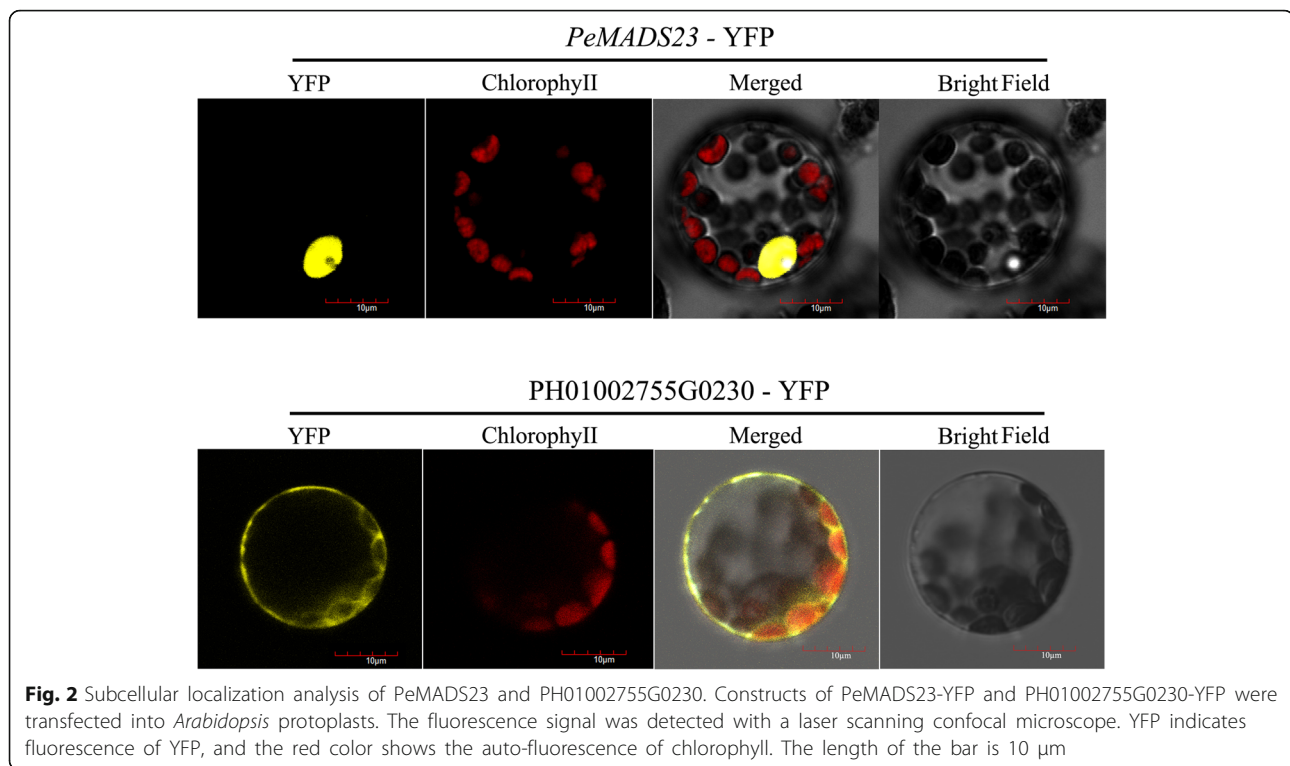 PeMADS23 - YFP
YFP ChlorophyII Merged Bright Field
10μm 10μm 10μm 10μm
PH01002755G0230 - YFP
YFP ChlorophyII Merged Bright Field
10μm 10μm 10μm 10μm
Fig. 2 Subcellular localization analysis of PeMADS23 and PH01002755G0230. Constructs of PeMADS23-YFP and PH01002755G0230-YFP were
transfected into Arabidopsis protoplasts. The fluorescence signal was detected with a laser scanning confocal microscope. YFP indicates
fluorescence of YFP, and the red color shows the auto-fluorescence of chlorophyll. The length of the bar is 10 μm